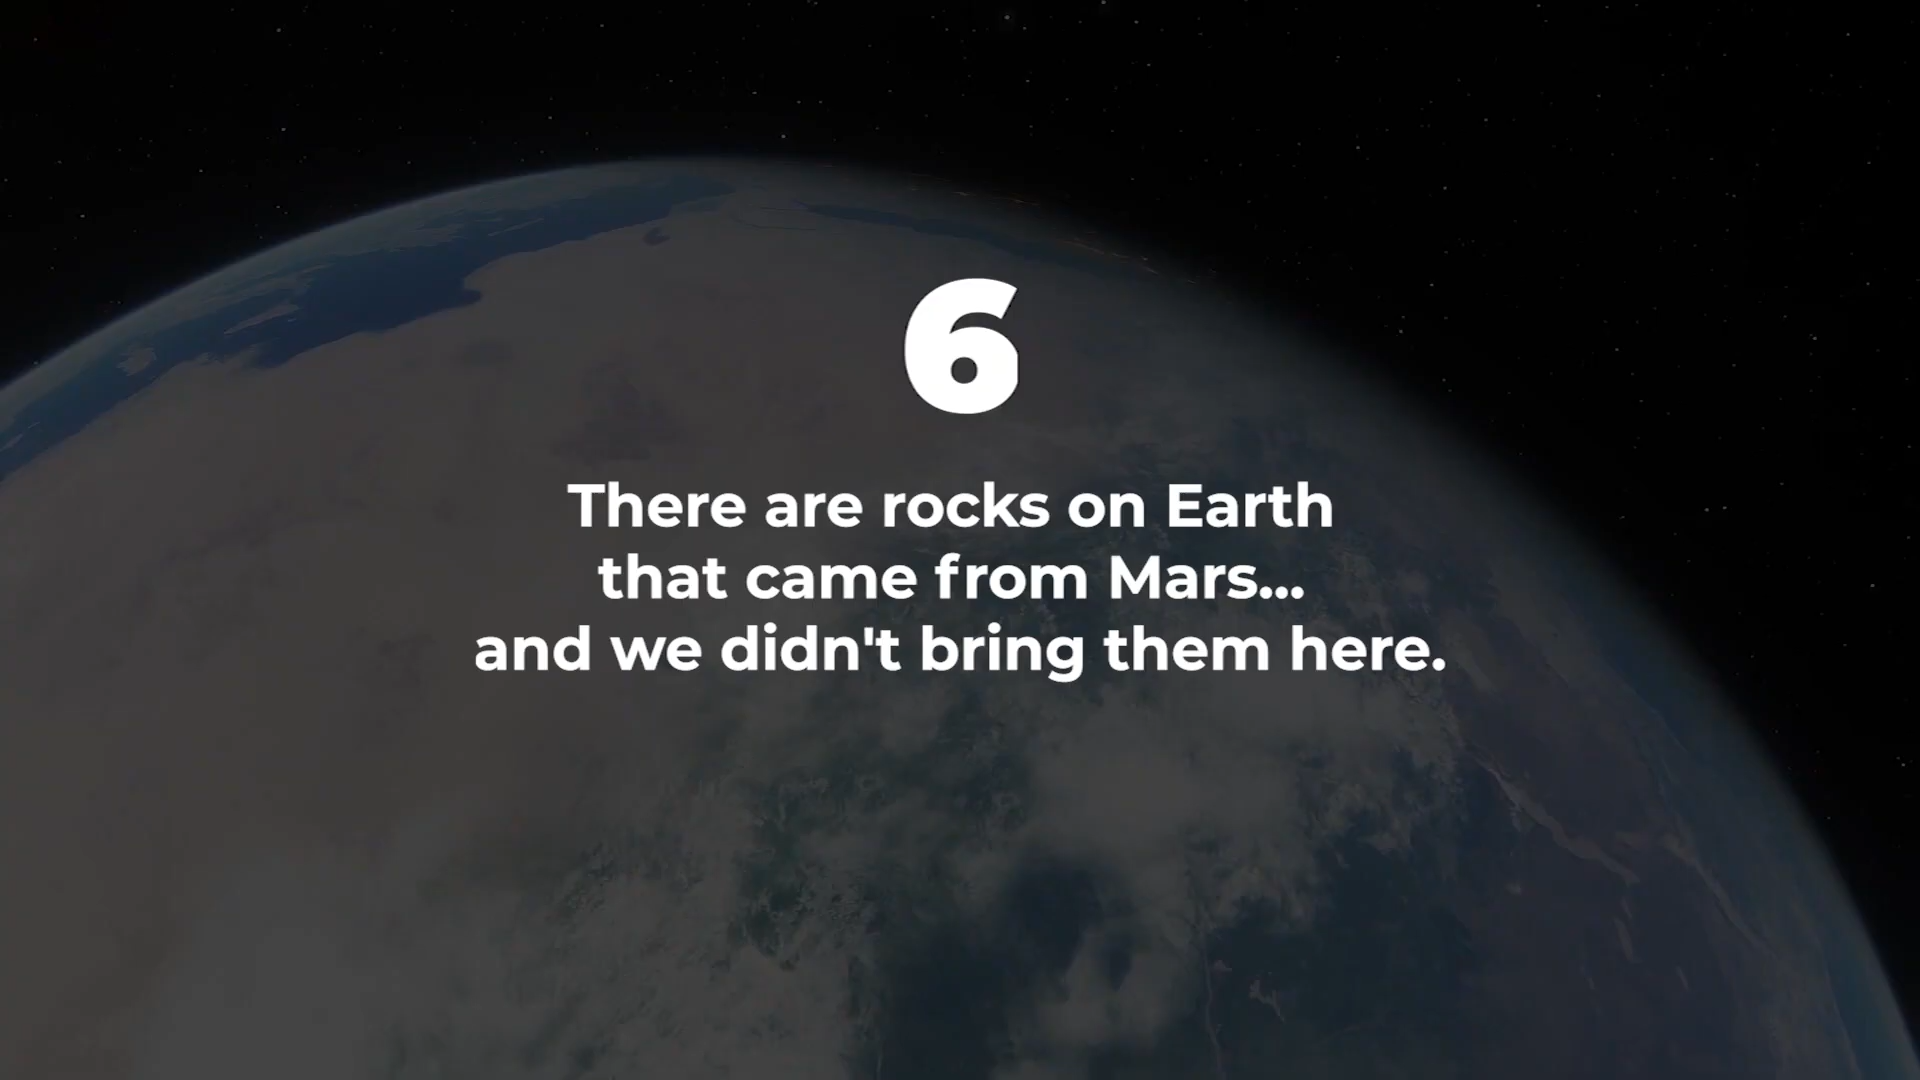 6
There are rocks on Earth
that came from Mars...
and we didn't bring them here.